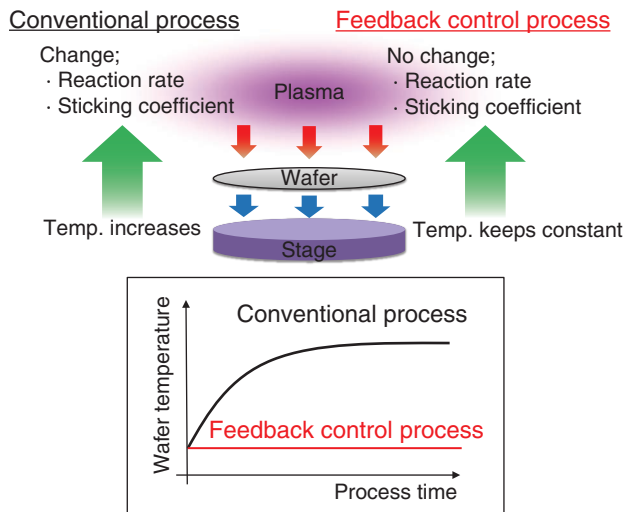 Conventional process
Feedback control process
Change;
· Reaction rate
· Sticking coefficient
No change;
· Reaction rate
· Sticking coefficient
Plasma
Wafer
Temp. increases
Temp. keeps constant
Stage
Conventional process
Feedback control process
Wafer temperature
Process time